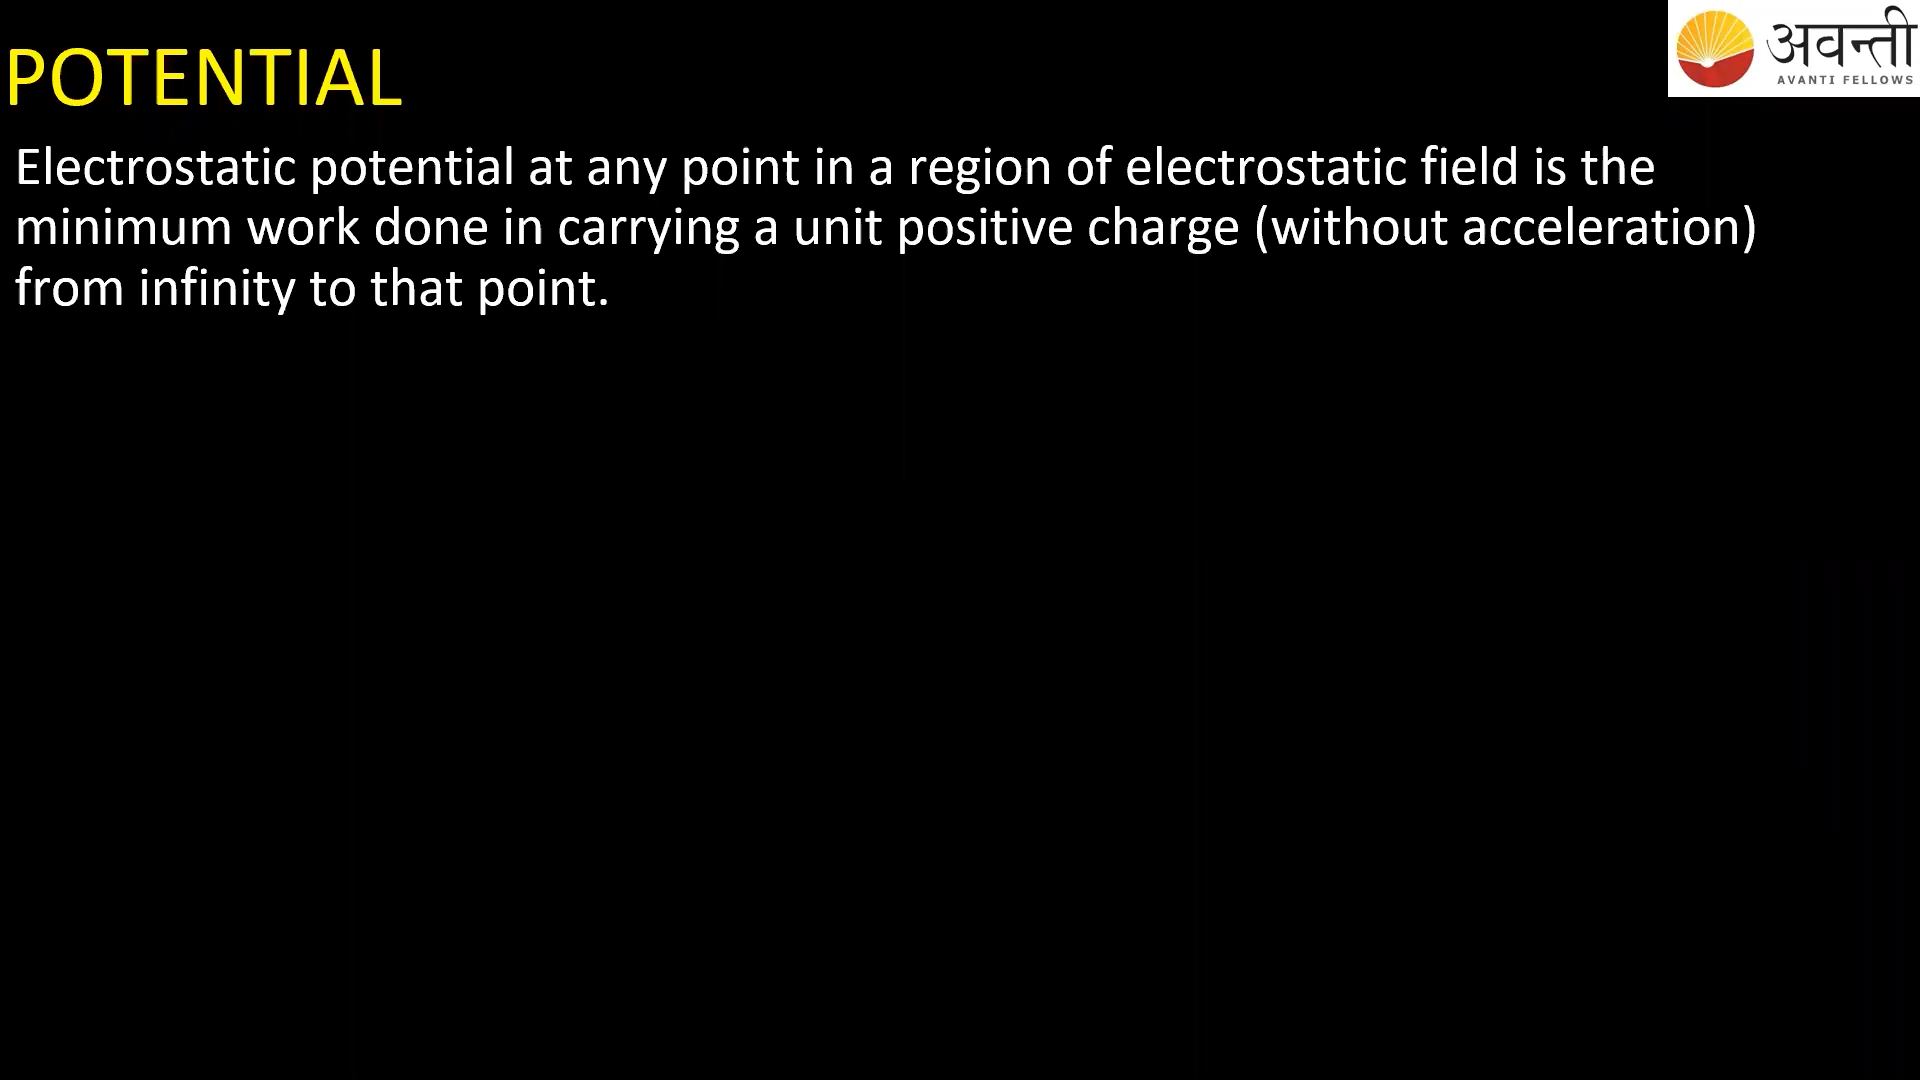 POTENTIAL
अवन्ती
AVANTI FELLOWS
Electrostatic potential at any point in a region of electrostatic field is the
minimum work done in carrying a unit positive charge (without acceleration)
from infinity to that point.